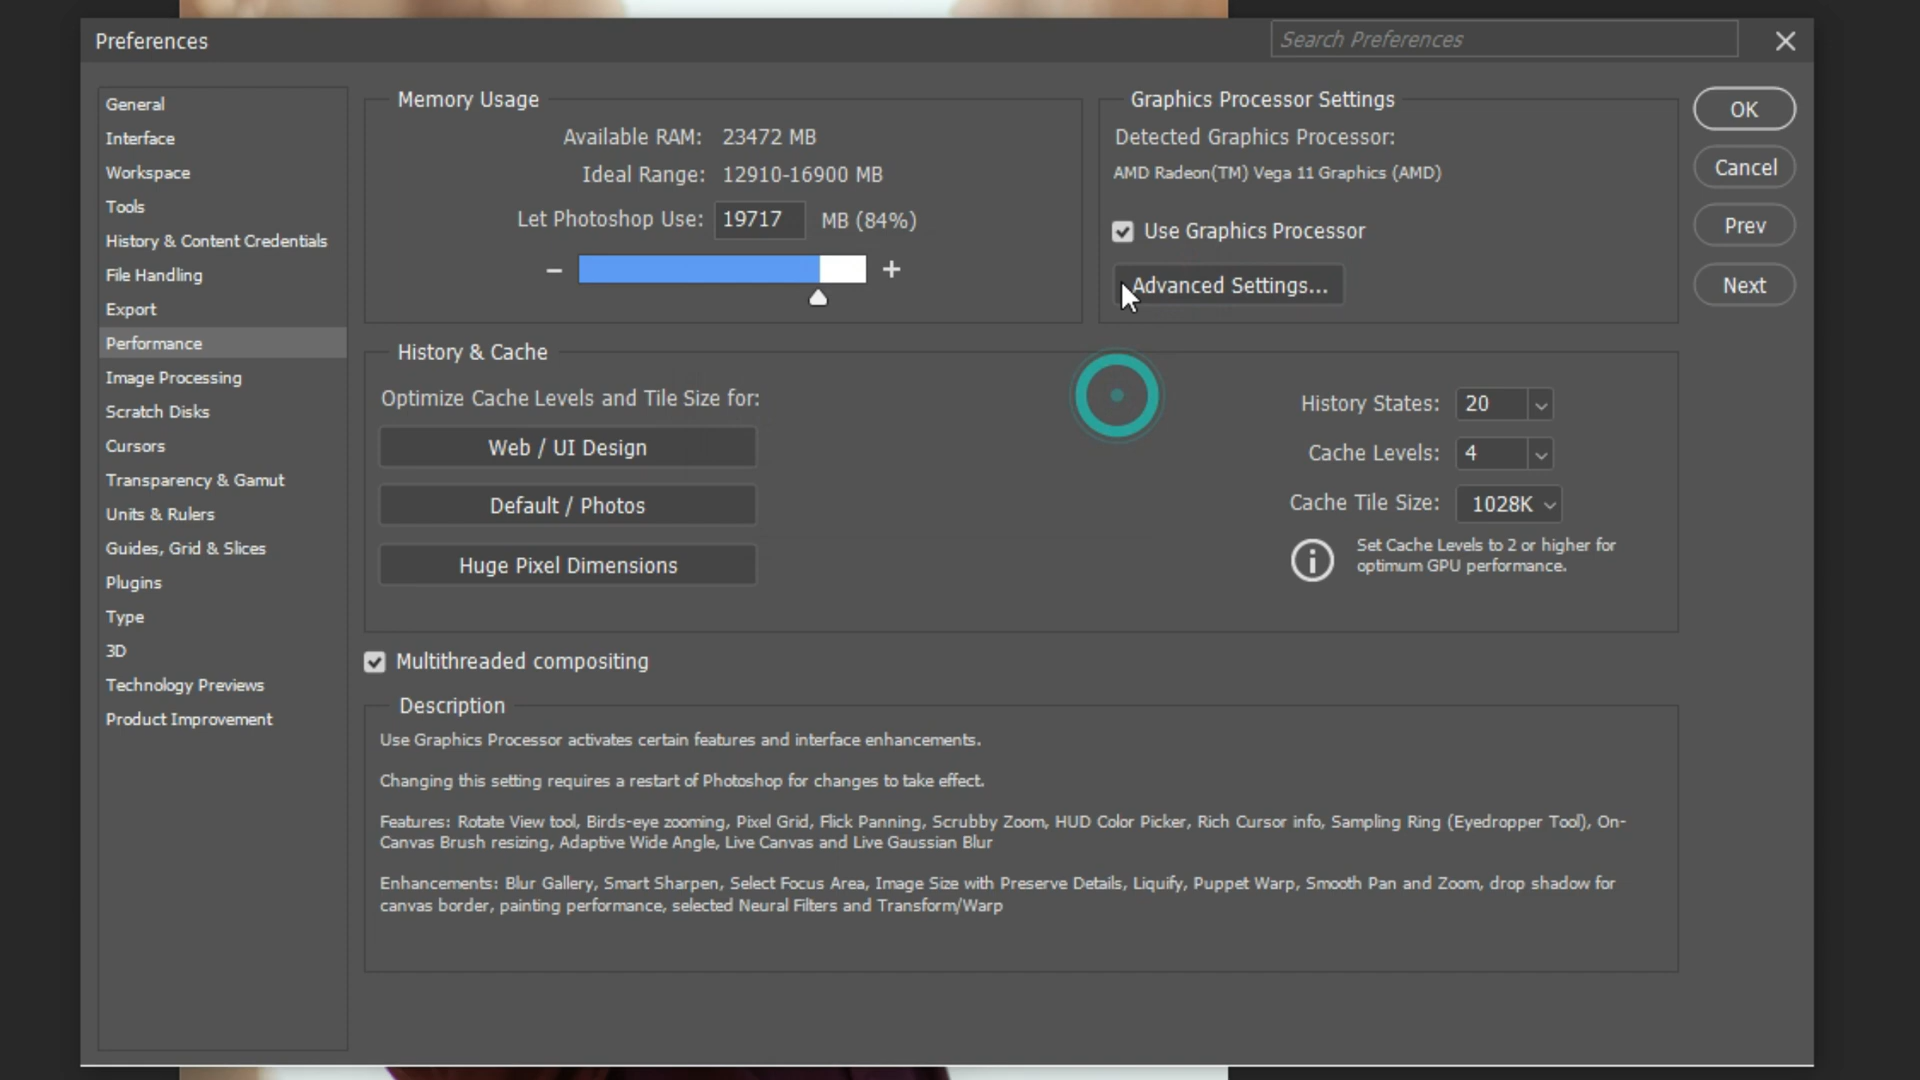 Preferences
Search Preferences
General
Interface
Workspace
Tools
History & Content Credentials
File Handling
Export
Performance
Image Processing
Scratch Disks
Cursors
Transparency & Gamut
Units & Rulers
Guides, Grid & Slices
Plugins
Type
3D
Technology Previews
Product Improvement
Memory Usage
Available RAM: 23472 MB
Ideal Range: 12910-16900 MB
Let Photoshop Use: 19717 MB (84%)
Graphics Processor Settings
Detected Graphics Processor:
AMD Radeon(TM) Vega 11 Graphics (AMD)
Use Graphics Processor
Advanced Settings...
OK
Cancel
Prev
Next
History & Cache
Optimize Cache Levels and Tile Size for:
Web / UI Design
Default / Photos
Huge Pixel Dimensions
History States: 20
Cache Levels: 4
Cache Tile Size: 1028K
Set Cache Levels to 2 or higher for
optimum GPU performance.
Multithreaded compositing
Description
Use Graphics Processor activates certain features and interface enhancements.
Changing this setting requires a restart of Photoshop for changes to take effect.
Features: Rotate View tool, Birds-eye zooming, Pixel Grid, Flick Panning, Scrubby Zoom, HUD Color Picker, Rich Cursor info, Sampling Ring (Eyedropper Tool), On-
Canvas Brush resizing, Adaptive Wide Angle, Live Canvas and Live Gaussian Blur
Enhancements: Blur Gallery, Smart Sharpen, Select Focus Area, Image Size with Preserve Details, Liquify, Puppet Warp, Smooth Pan and Zoom, drop shadow for
canvas border, painting performance, selected Neural Filters and Transform/Warp